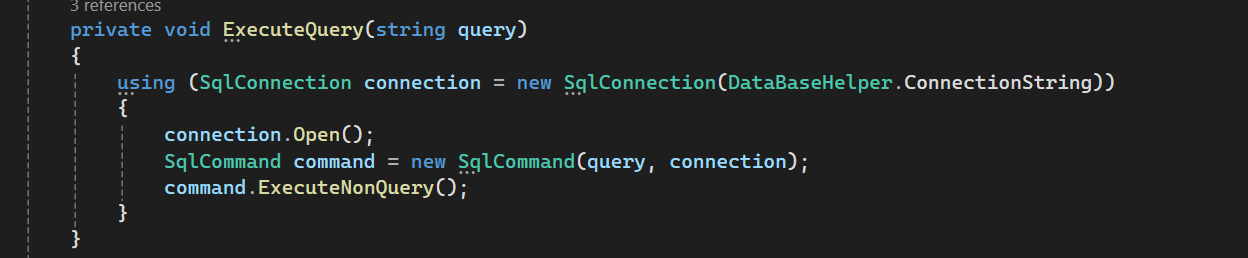 3 references
private void ExecuteQuery(string query)
{
using (SqlConnection connection = new SqlConnection(DataBaseHelper.ConnectionString))
{
connection.Open();
SqlCommand command = new SqlCommand(query, connection);
command.ExecuteNonQuery();
}
}